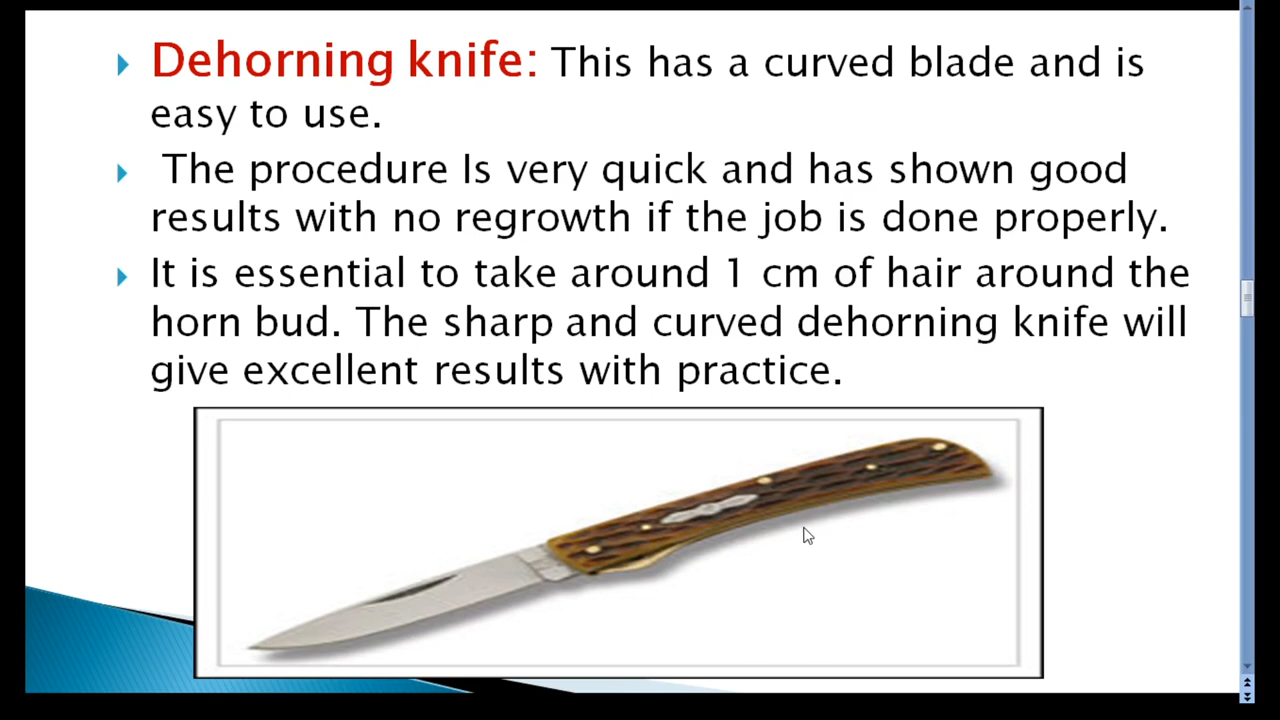 Dehorning knife: This has a curved blade and is
easy to use.
The procedure Is very quick and has shown good
results with no regrowth if the job is done properly.
It is essential to take around 1 cm of hair around the
horn bud. The sharp and curved dehorning knife will
give excellent results with practice.